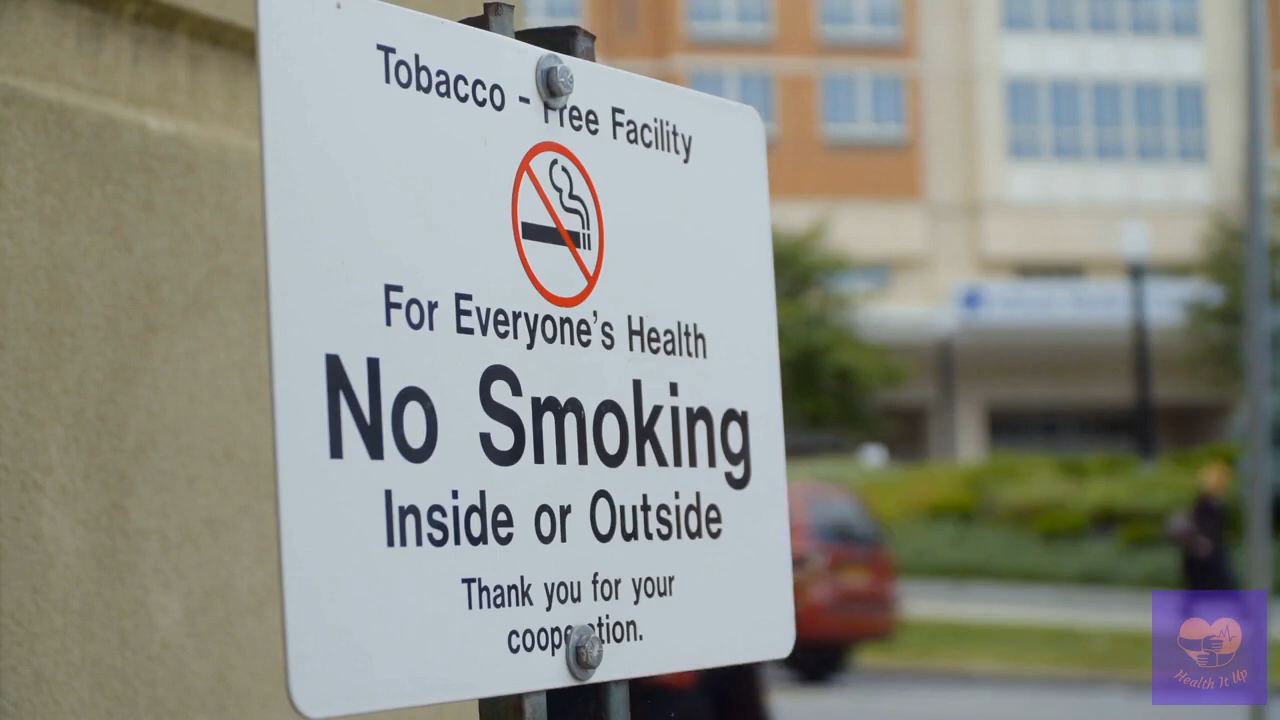 Tobacco - Free Facility
For Everyone's Health
No Smoking
Inside or Outside
Thank you for your
cooperation.
Health It Up